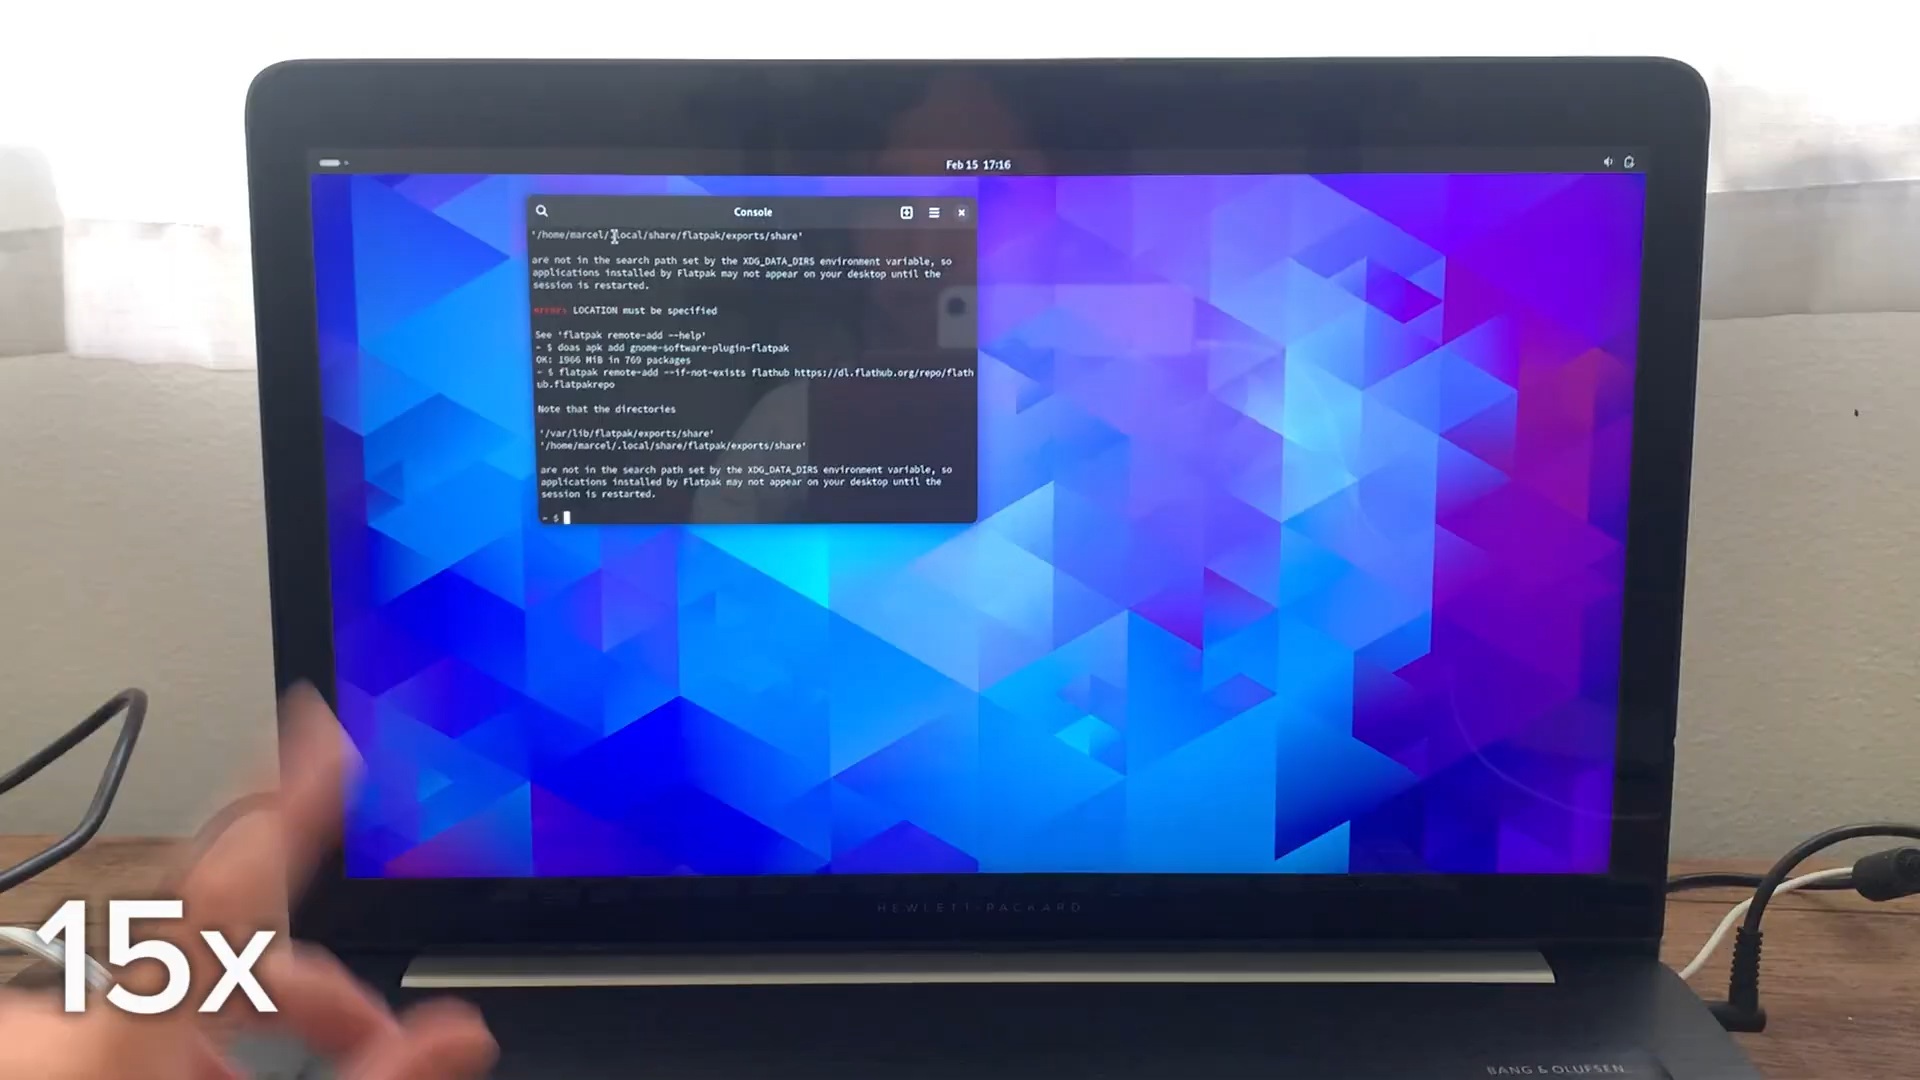 Feb 15 17:16
Console
'/home/marcel/.local/share/flatpak/exports/share'
are not in the search path set by the XDG_DATA_DIRS environment variable, so
applications installed by Flatpak may not appear on your desktop until the
session is restarted.
error: LOCATION must be specified
See 'flatpak remote-add --help'
~ $ doas apk add gnome-software-plugin-flatpak
OK: 1966 MiB in 769 packages
~ $ flatpak remote-add --if-not-exists flathub https://dl.flathub.org/repo/flath
ub.flatpakrepo
Note that the directories
'/var/lib/flatpak/exports/share'
'/home/marcel/.local/share/flatpak/exports/share'
are not in the search path set by the XDG_DATA_DIRS environment variable, so
applications installed by Flatpak may not appear on your desktop until the
session is restarted.
~ $
HEWLETT-PACKARD
15x
BANG & OLUFSEN